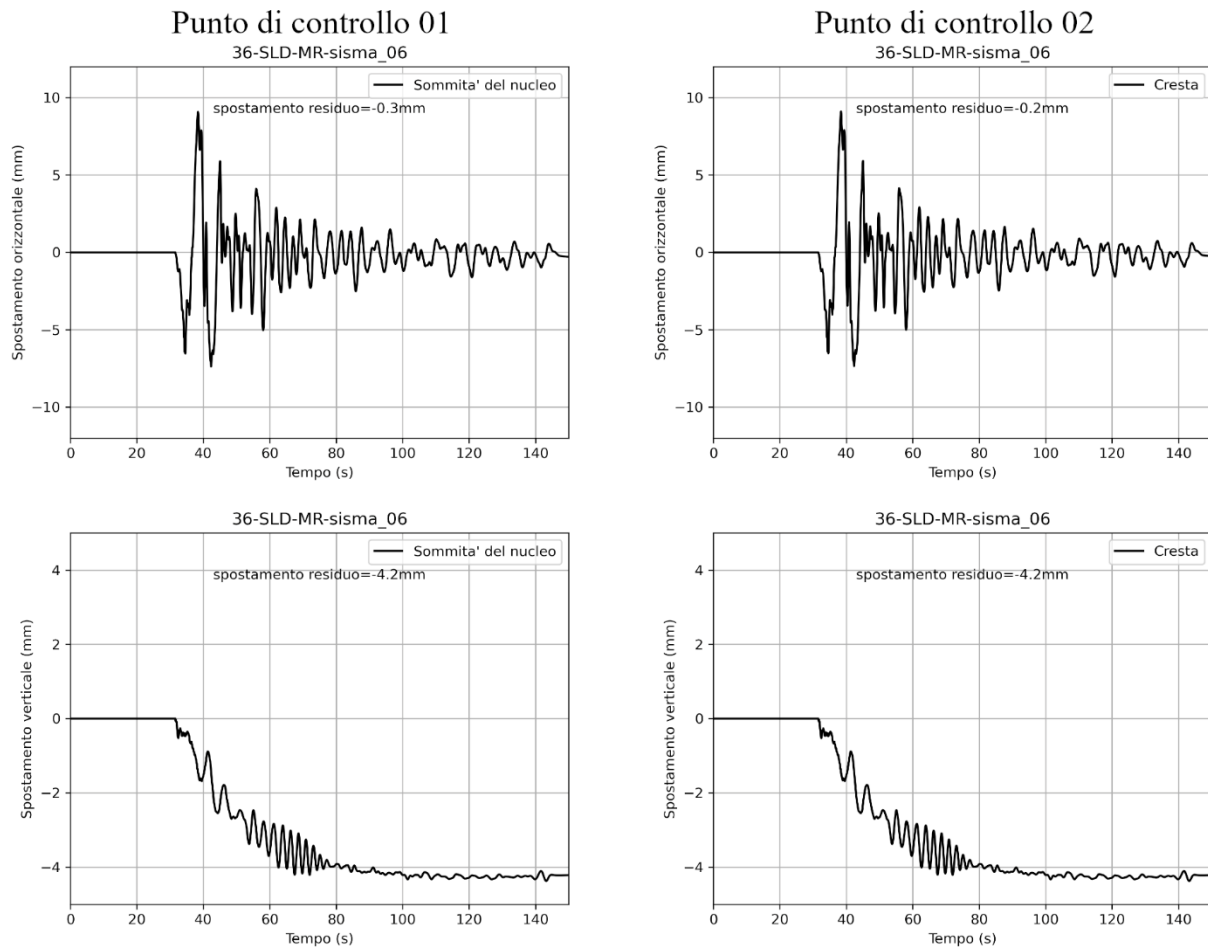 Punto di controllo 01
Punto di controllo 02
36-SLD-MR-sisma_06
Sommita' del nucleo
spostamento residuo=-0.3mm
Spostamento orizzontale (mm)
10
5
0
−5
−10
0 20 40 60 80 100 120 140
Tempo (s)
36-SLD-MR-sisma_06
Cresta
spostamento residuo=-0.2mm
Spostamento orizzontale (mm)
10
5
0
−5
−10
0 20 40 60 80 100 120 140
Tempo (s)
36-SLD-MR-sisma_06
Sommita' del nucleo
spostamento residuo=-4.2mm
Spostamento verticale (mm)
4
2
0
−2
−4
0 20 40 60 80 100 120 140
Tempo (s)
36-SLD-MR-sisma_06
Cresta
spostamento residuo=-4.2mm
Spostamento verticale (mm)
4
2
0
−2
−4
0 20 40 60 80 100 120 140
Tempo (s)